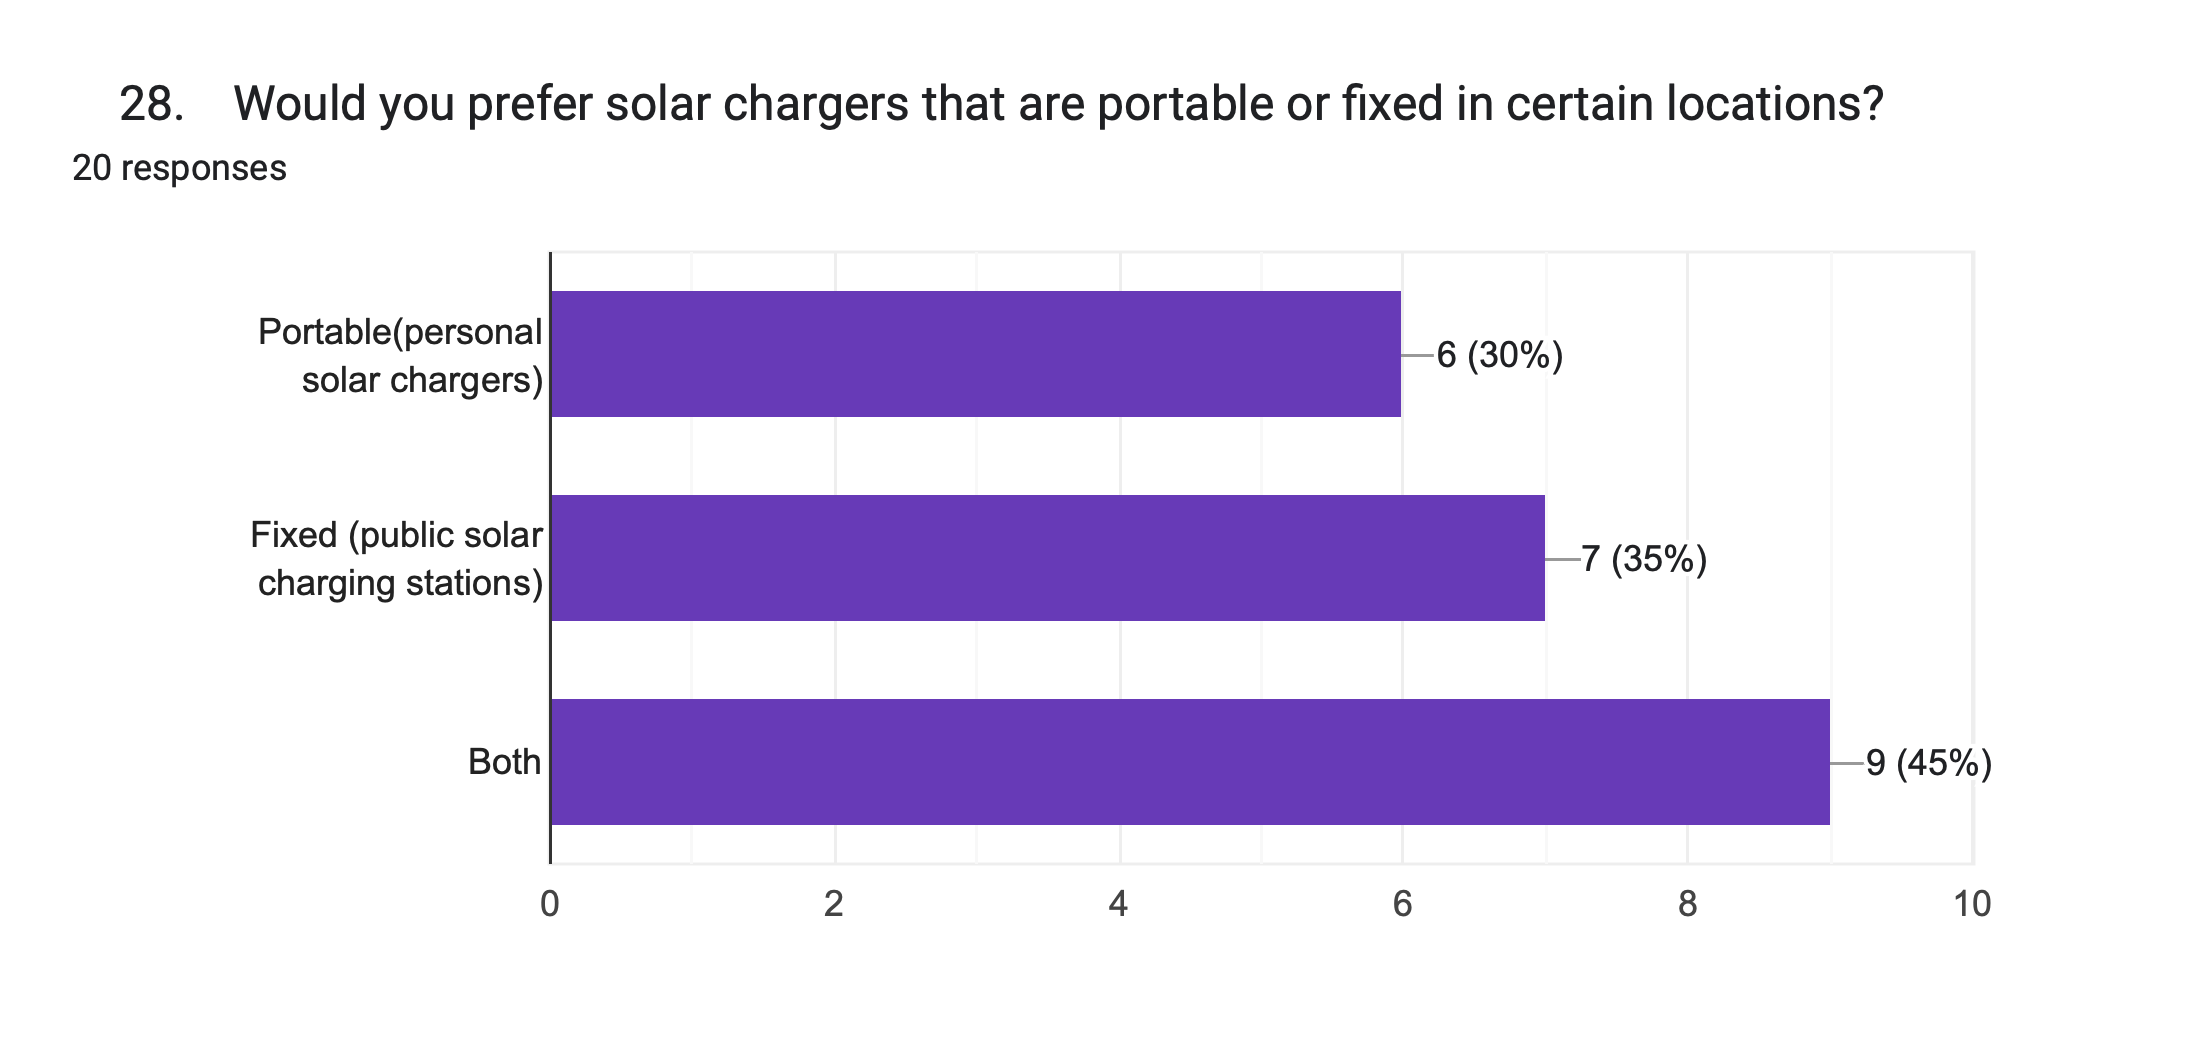 28. Would you prefer solar chargers that are portable or fixed in certain locations?
20 responses
Portable(personal
solar chargers)
6 (30%)
Fixed (public solar
charging stations)
7 (35%)
Both
9 (45%)
0 2 4 6 8 10